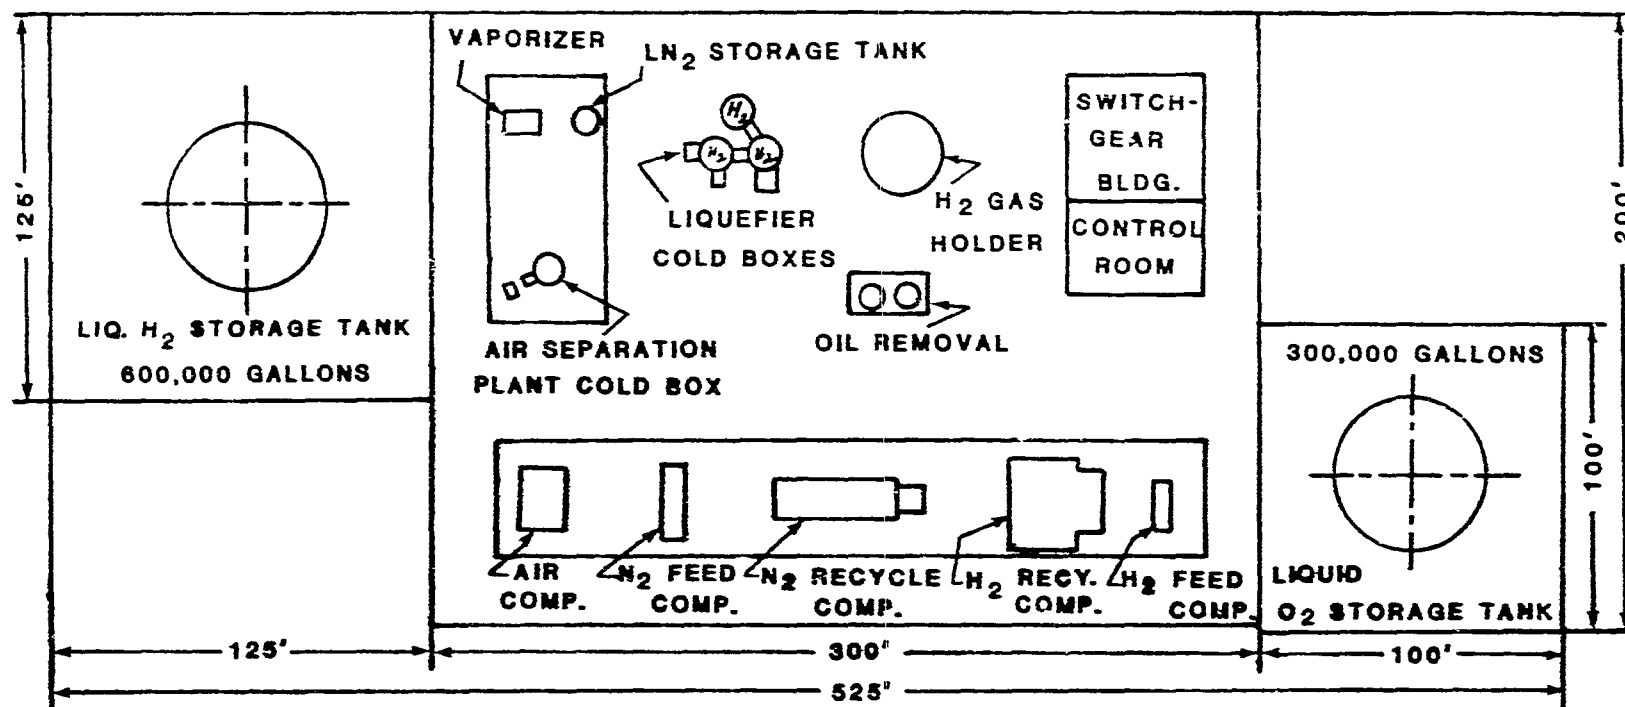 VAPORIZER
LN2 STORAGE TANK
H2
H2
N2
SWITCH-
GEAR
BLDG.
CONTROL
ROOM
H2 GAS
HOLDER
LIQUEFIER
COLD BOXES
OIL REMOVAL
AIR SEPARATION
PLANT COLD BOX
125'
LIQ. H2 STORAGE TANK
600,000 GALLONS
200'
300,000 GALLONS
100'
LIQUID
O2 STORAGE TANK
AIR
COMP.
N2 FEED
COMP.
N2 RECYCLE
COMP.
H2 RECY.
COMP.
H2 FEED
COMP.
125'
300"
100'
525"